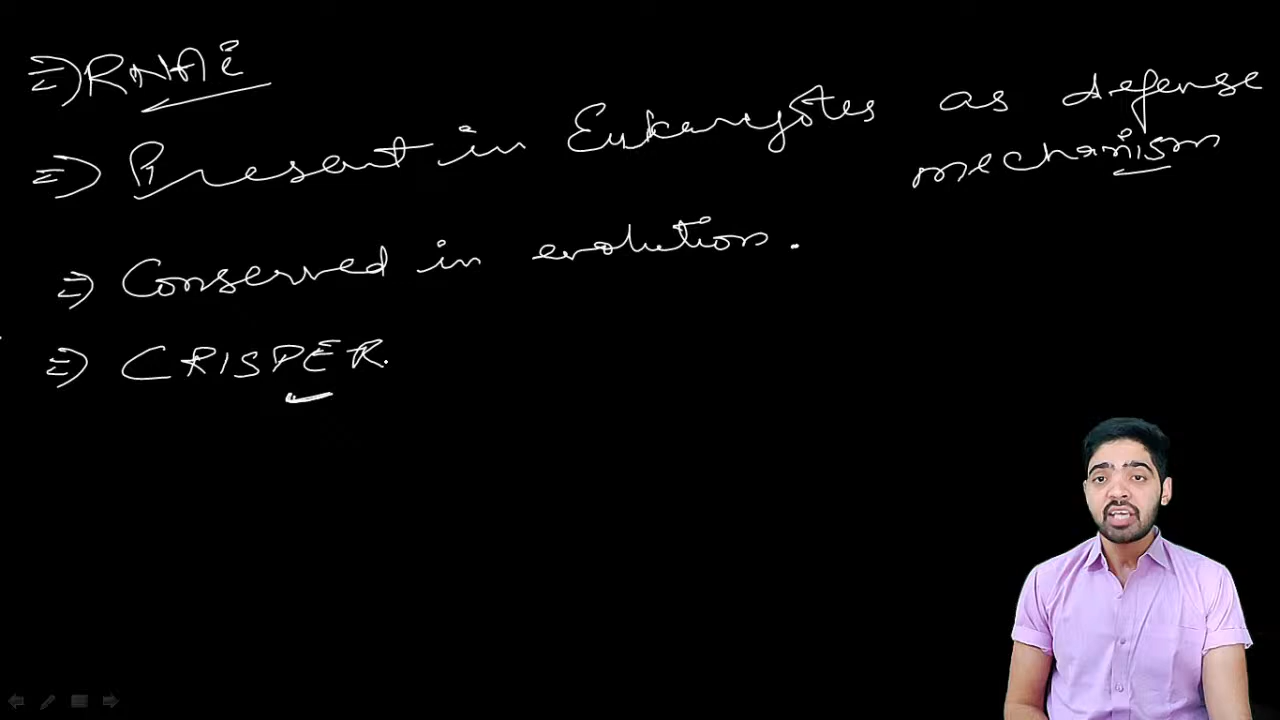 ⇒ RNAi
⇒ Present in Eukaryotes as defense
mechanism
⇒ Conserved in evolution.
⇒ CRISPER.